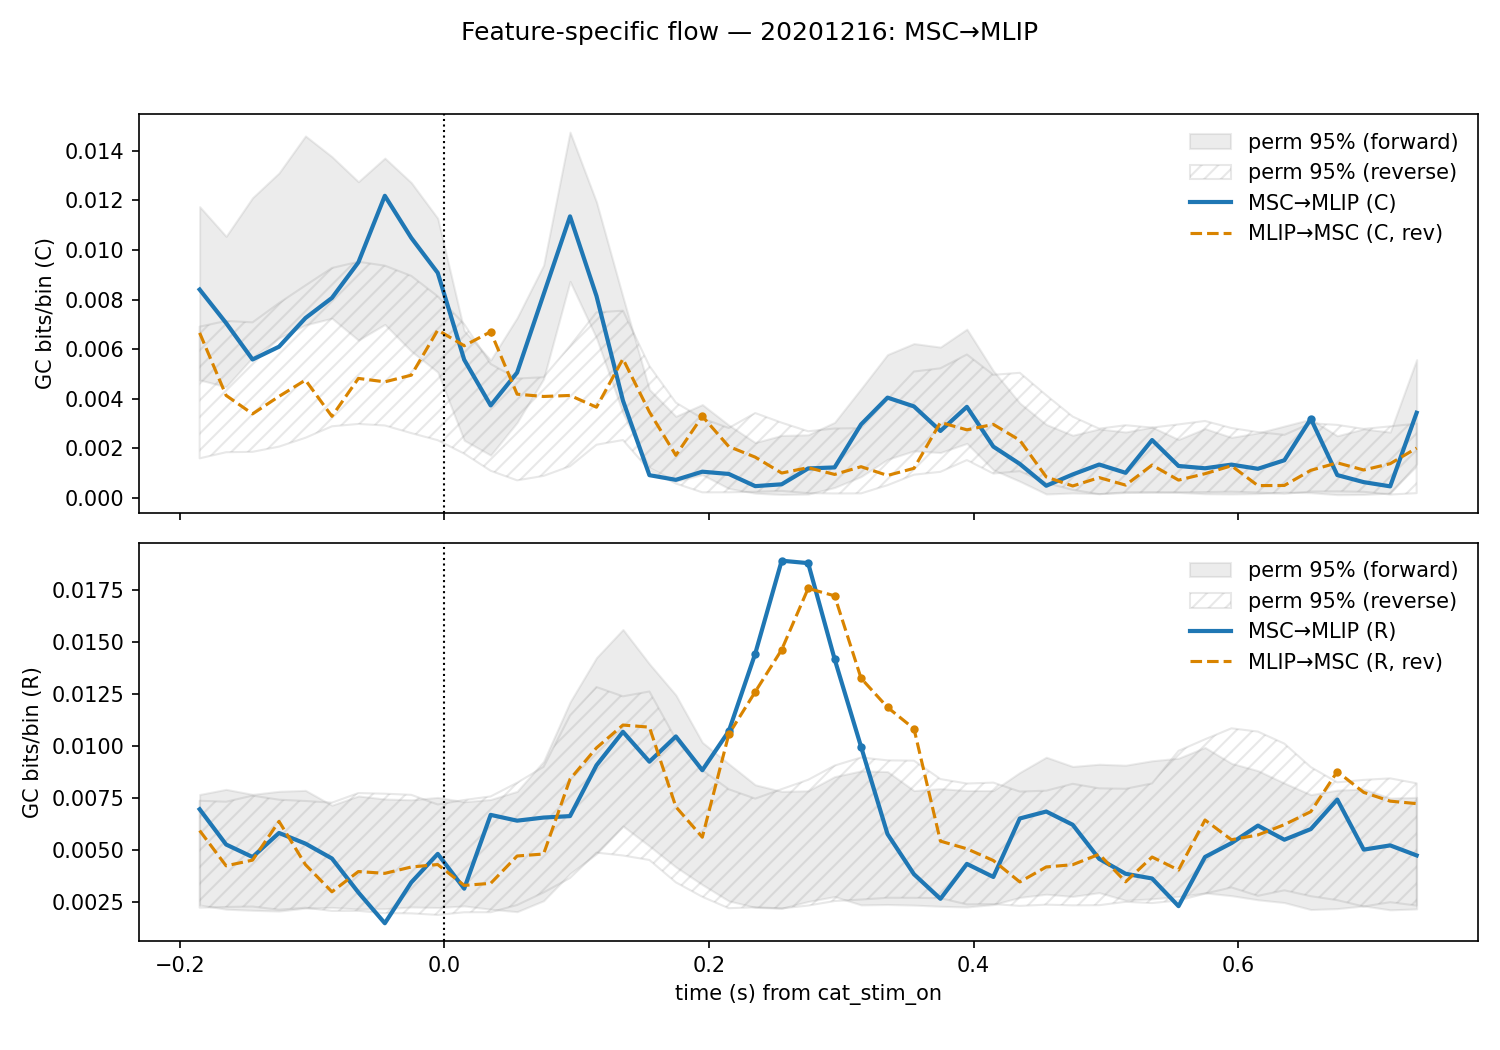 Feature-specific flow — 20201216: MSC→MLIP
GC bits/bin (C)
0.014
0.012
0.010
0.008
0.006
0.004
0.002
0.000
perm 95% (forward)
perm 95% (reverse)
MSC→MLIP (C)
MLIP→MSC (C, rev)
GC bits/bin (R)
0.0175
0.0150
0.0125
0.0100
0.0075
0.0050
0.0025
perm 95% (forward)
perm 95% (reverse)
MSC→MLIP (R)
MLIP→MSC (R, rev)
−0.2 0.0 0.2 0.4 0.6
time (s) from cat_stim_on